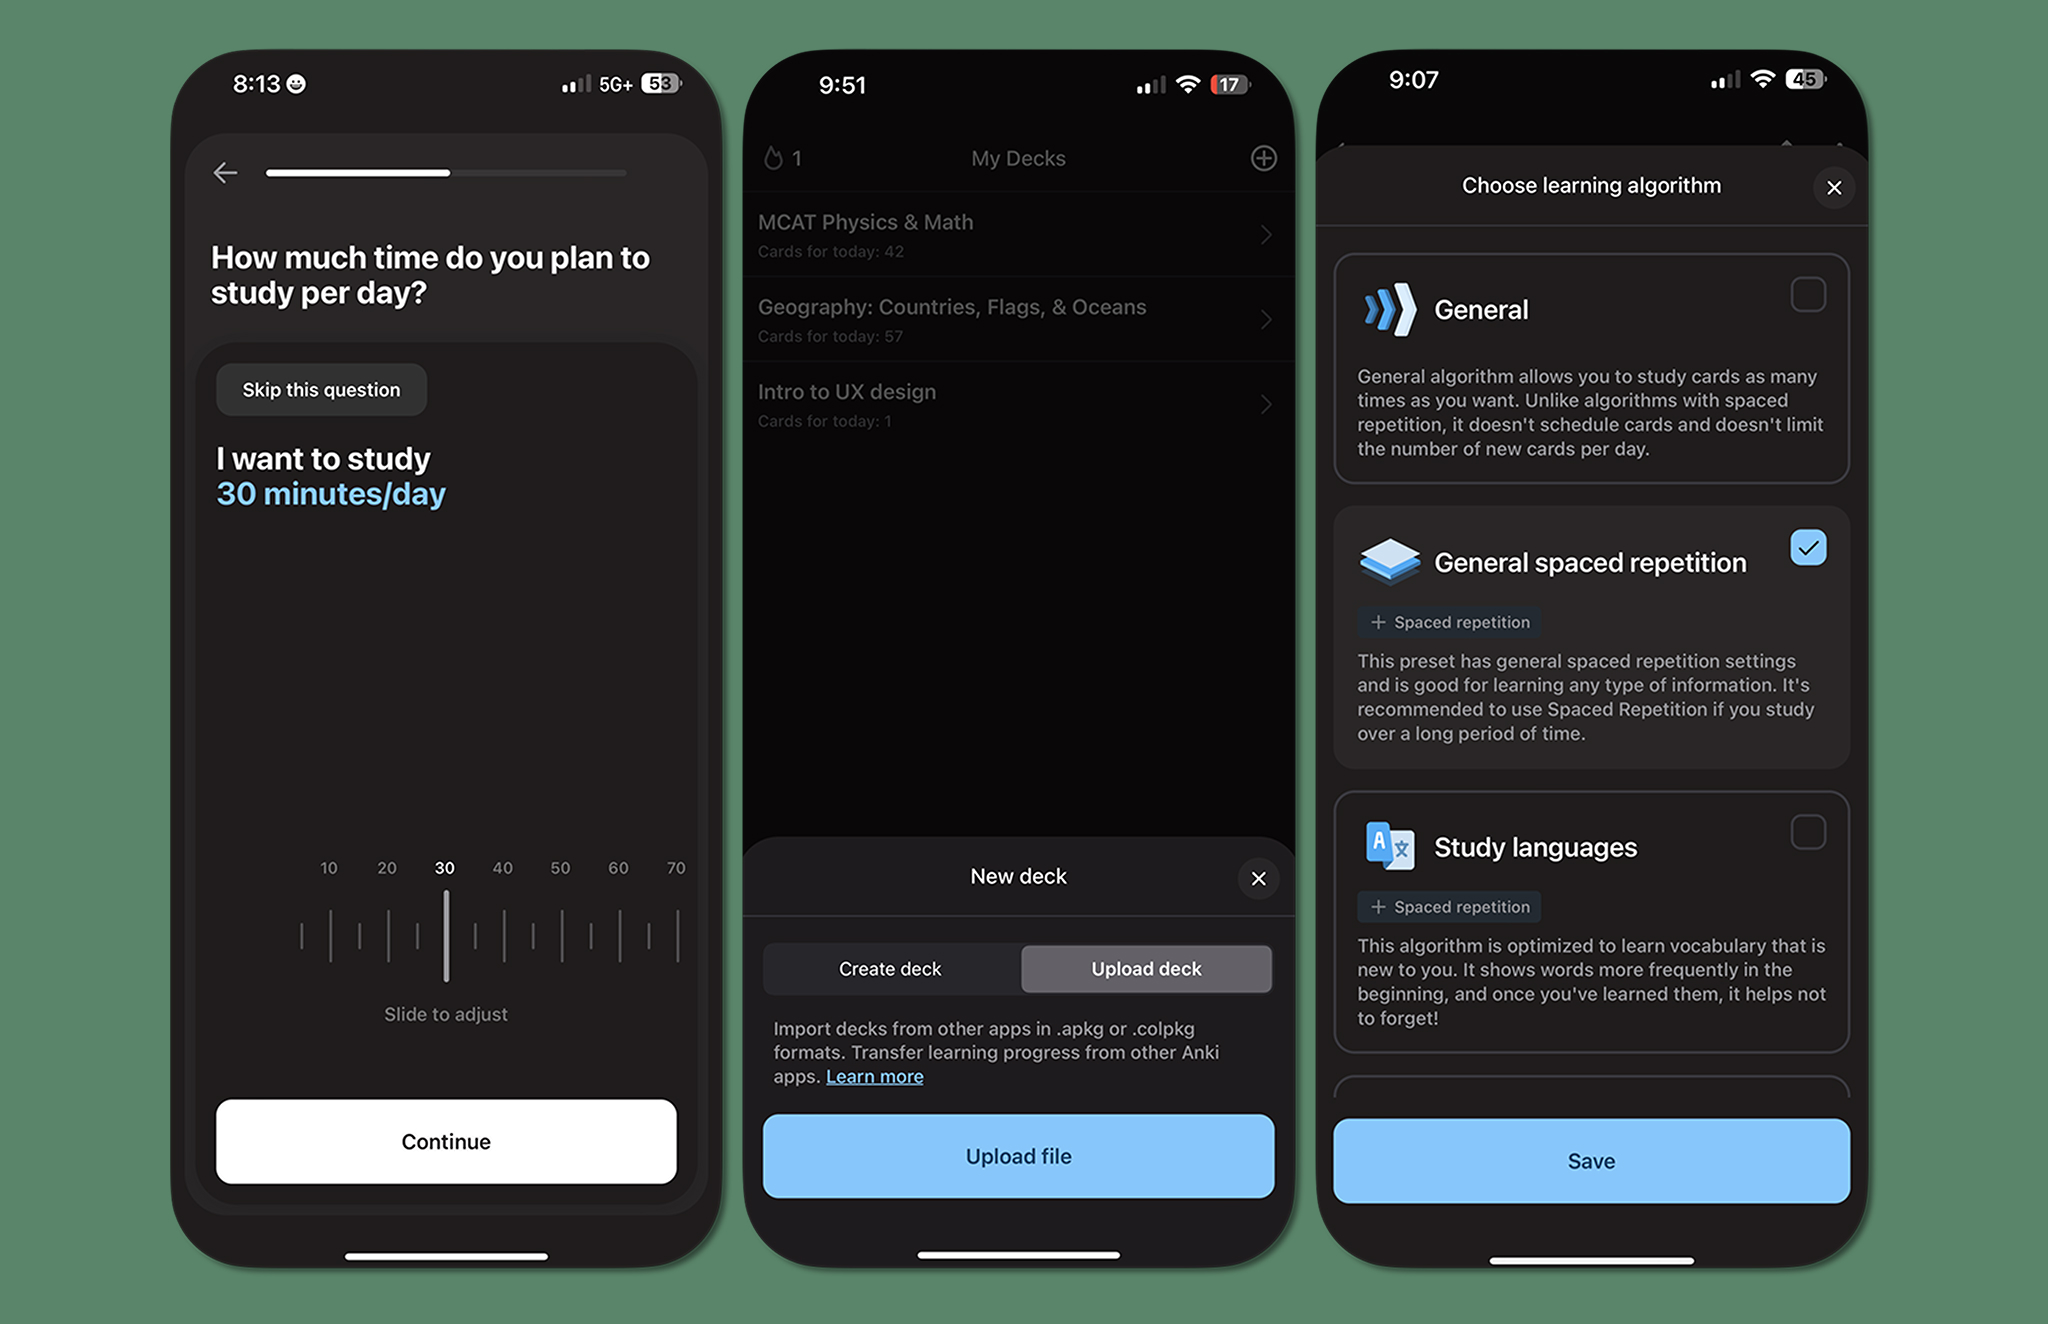 8:13
5G+ 53
How much time do you plan to
study per day?
Skip this question
I want to study
30 minutes/day
10 20 30 40 50 60 70
Slide to adjust
Continue
9:51
17
1
My Decks
MCAT Physics & Math
Cards for today: 42
Geography: Countries, Flags, & Oceans
Cards for today: 57
Intro to UX design
Cards for today: 1
New deck
Create deck
Upload deck
Import decks from other apps in .apkg or .colpkg
formats. Transfer learning progress from other Anki
apps. Learn more
Upload file
9:07
45
Choose learning algorithm
General
General algorithm allows you to study cards as many
times as you want. Unlike algorithms with spaced
repetition, it doesn't schedule cards and doesn't limit
the number of new cards per day.
General spaced repetition
+ Spaced repetition
This preset has general spaced repetition settings
and is good for learning any type of information. It's
recommended to use Spaced Repetition if you study
over a long period of time.
A 文
Study languages
+ Spaced repetition
This algorithm is optimized to learn vocabulary that is
new to you. It shows words more frequently in the
beginning, and once you've learned them, it helps not
to forget!
Save